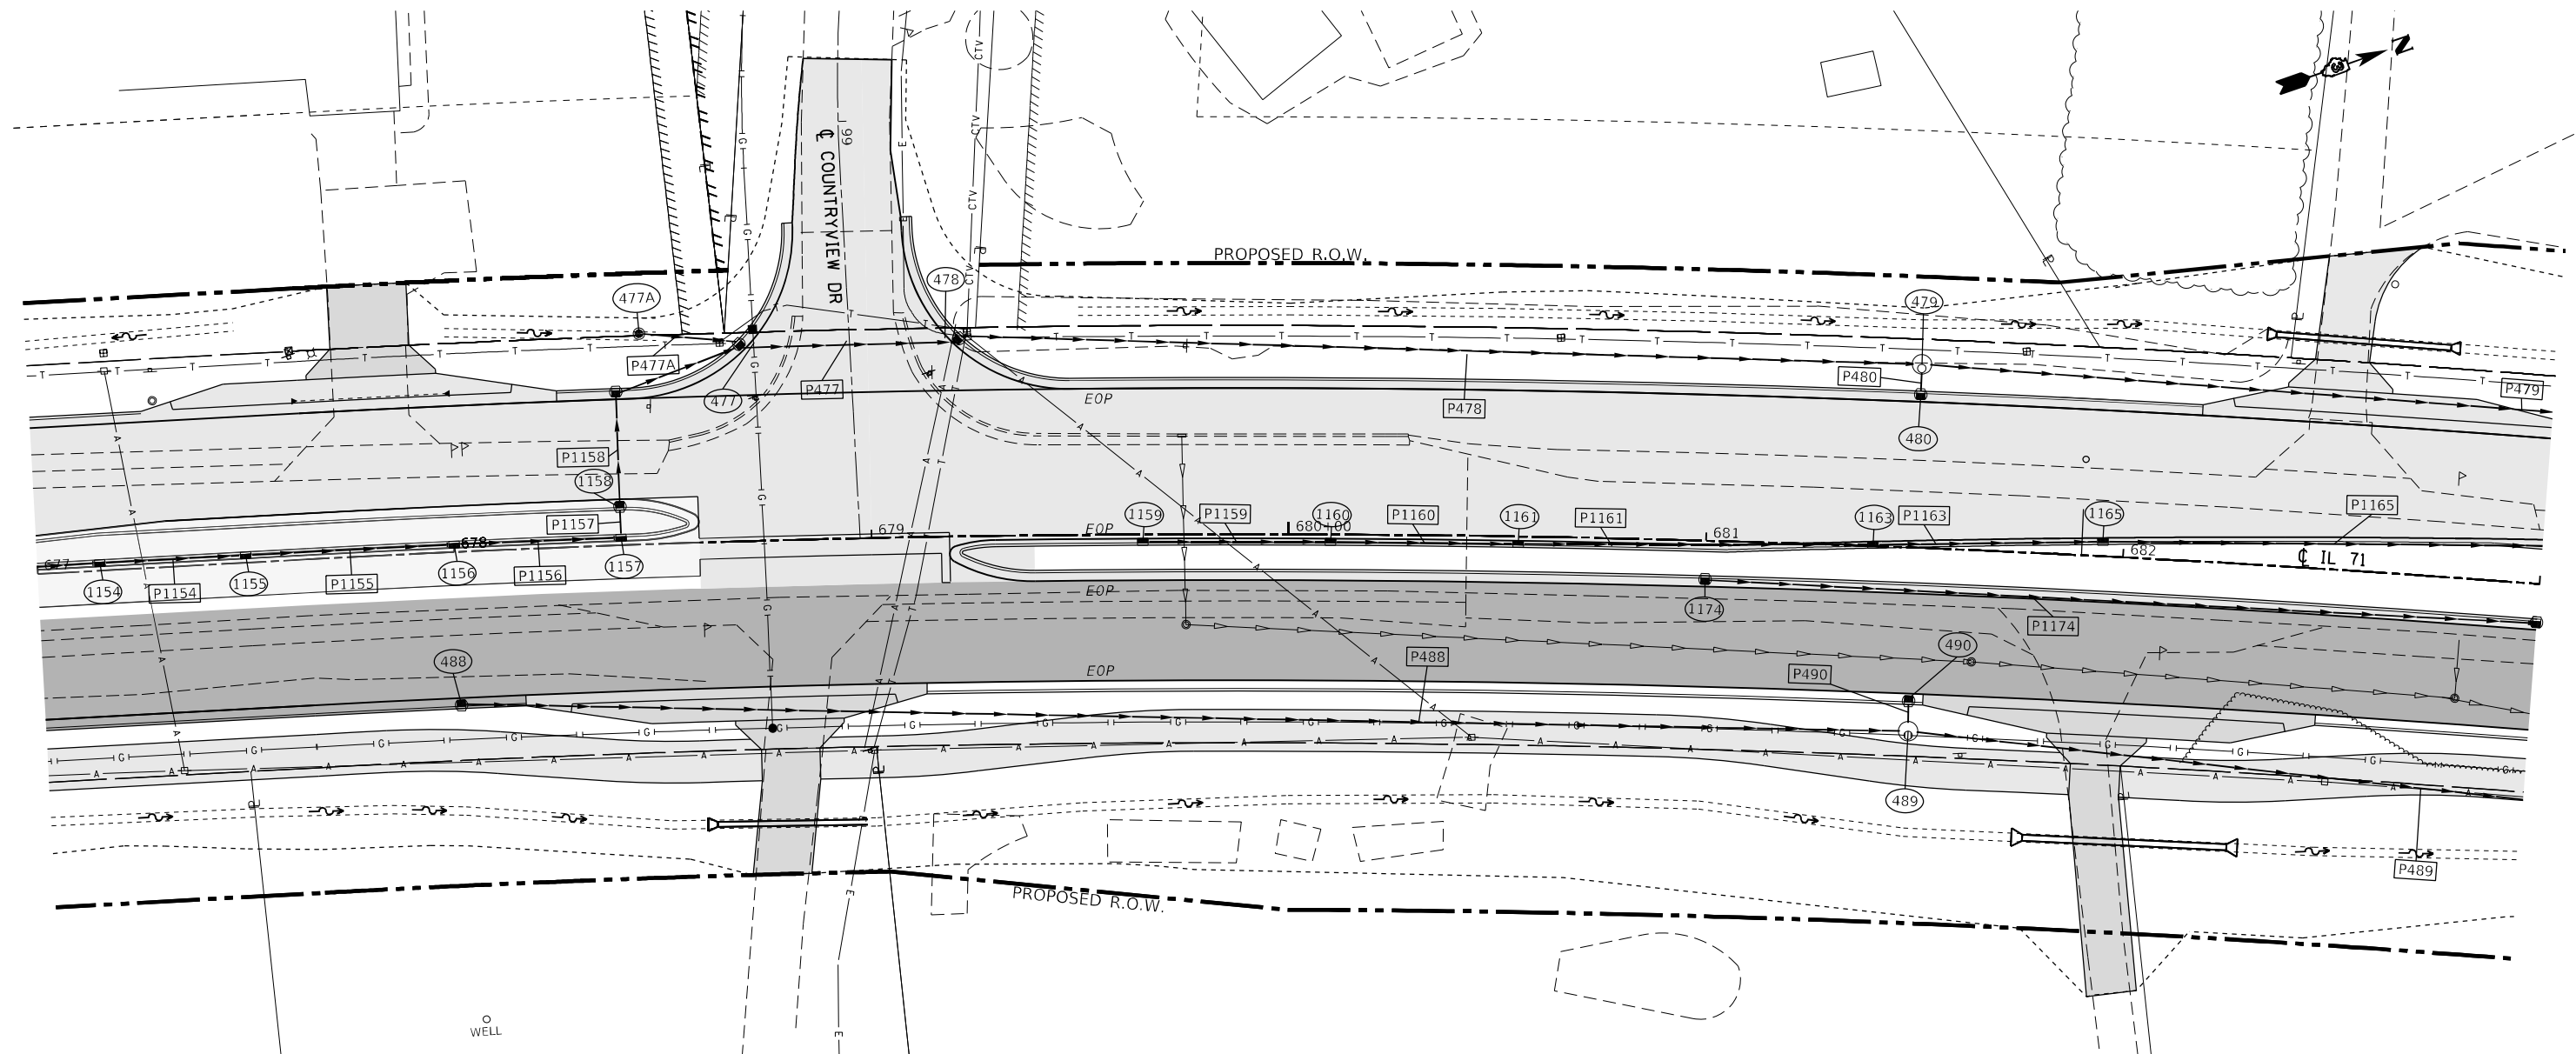 N
3
CTV
CTV
CTV
CTV
99
℄ COUNTRYVIEW DR
PROPOSED R.O.W.
477A
478
479
P477A
477
P477
P480
480
P478
P479
EOP
P1158
1158
P1157
1159
P1159
1160
P1160
1161
P1161
1163
P1163
1165
P1165
677
678
679
680+00
681
682
EOP
℄ IL 71
1154
P1154
1155
P1155
1156
P1156
1157
EOP
1174
P1174
488
EOP
P488
P490
490
489
P489
PROPOSED R.O.W.
WELL